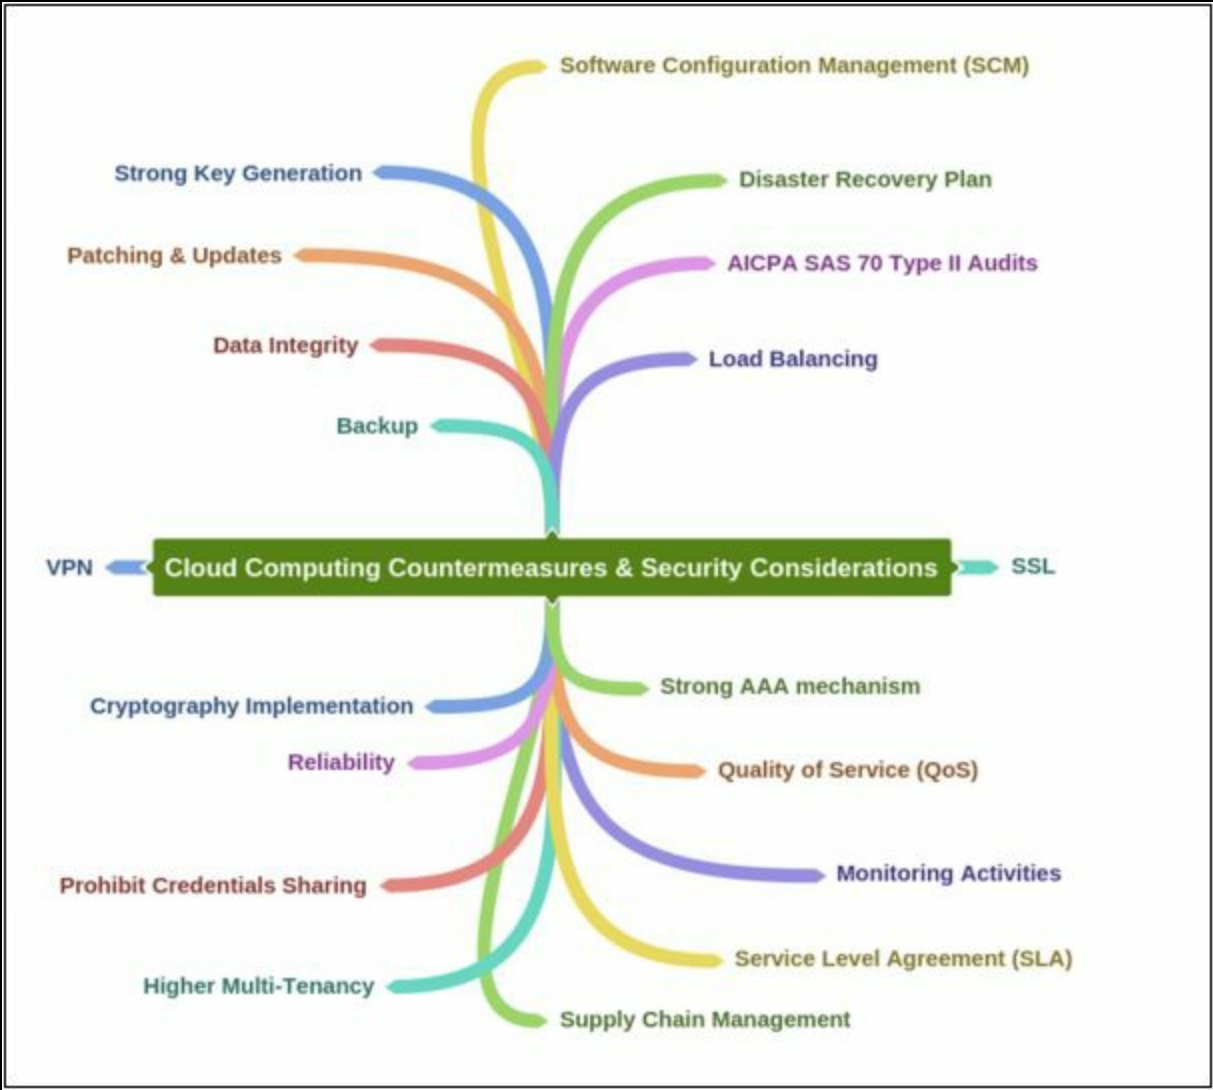 Software Configuration Management (SCM)
Strong Key Generation
Disaster Recovery Plan
Patching & Updates
AICPA SAS 70 Type II Audits
Data Integrity
Load Balancing
Backup
VPN
Cloud Computing Countermeasures & Security Considerations
SSL
Strong AAA mechanism
Cryptography Implementation
Reliability
Quality of Service (QoS)
Monitoring Activities
Prohibit Credentials Sharing
Service Level Agreement (SLA)
Higher Multi-Tenancy
Supply Chain Management